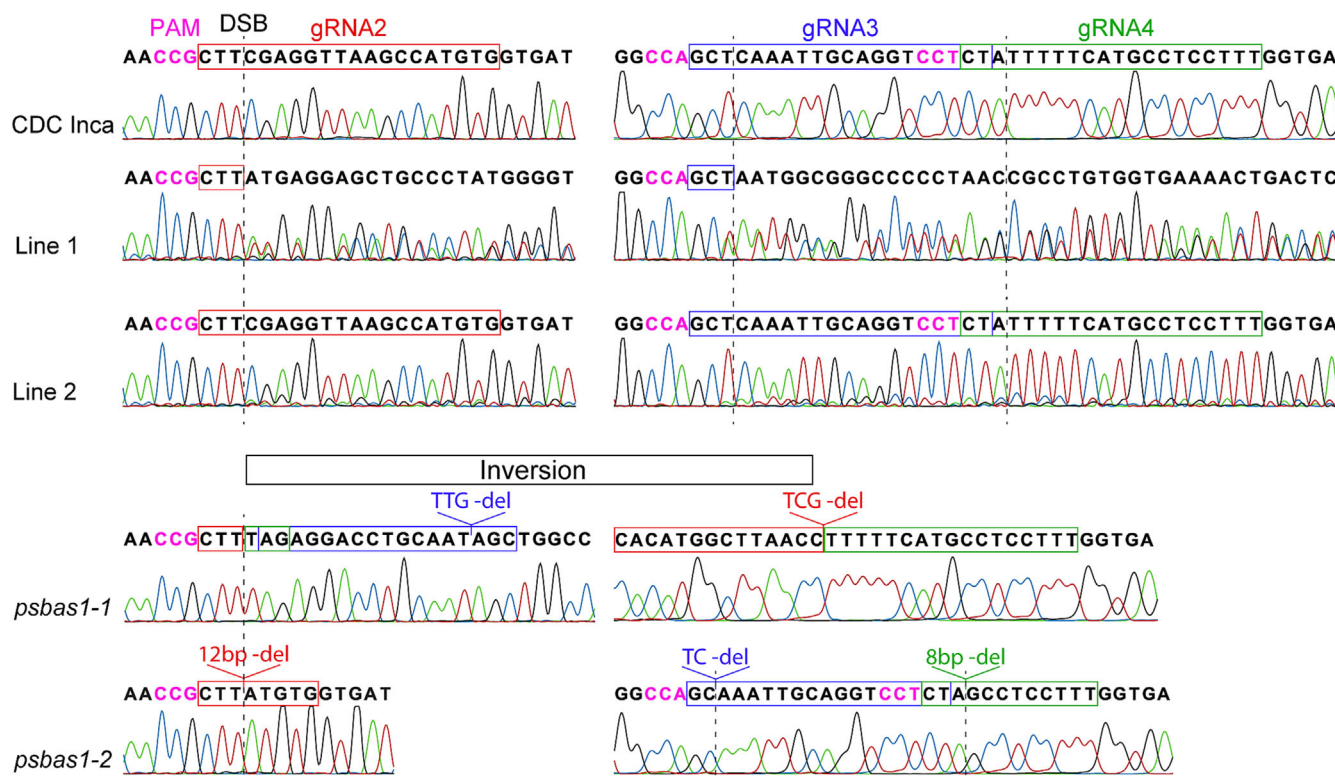 PAM DSB gRNA2 gRNA3 gRNA4
AACCGCTTCGAGGTTAAGCCATGTGGTGAT GGCCAGCTCAAATTGCAGGTCCTCTATTTTTCATGCCTCCTTTGGTGA
CDC Inca
AACCGCTTATGAGGAGCTGCCCTATGGGGT GGCCAGCTAATGGCGGGCCCCCTAACCGCCTGTGGTGAAAACTGACTC
Line 1
AACCGCTTCGAGGTTAAGCCATGTGGTGAT GGCCAGCTCAAATTGCAGGTCCTCTATTTTTCATGCCTCCTTTGGTGA
Line 2
Inversion
TTG -del TCG -del
AACCGCTTTAGAGGACCTGCAATAGCTGGCC CACATGGCTTAACCTTTTTCATGCCTCCTTTGGTGA
psbas1-1
12bp -del TC -del 8bp -del
AACCGCTTATGTGGTGAT GGCCAGCAAATTGCAGGTCCTCTAGCCTCCTTTGGTGA
psbas1-2